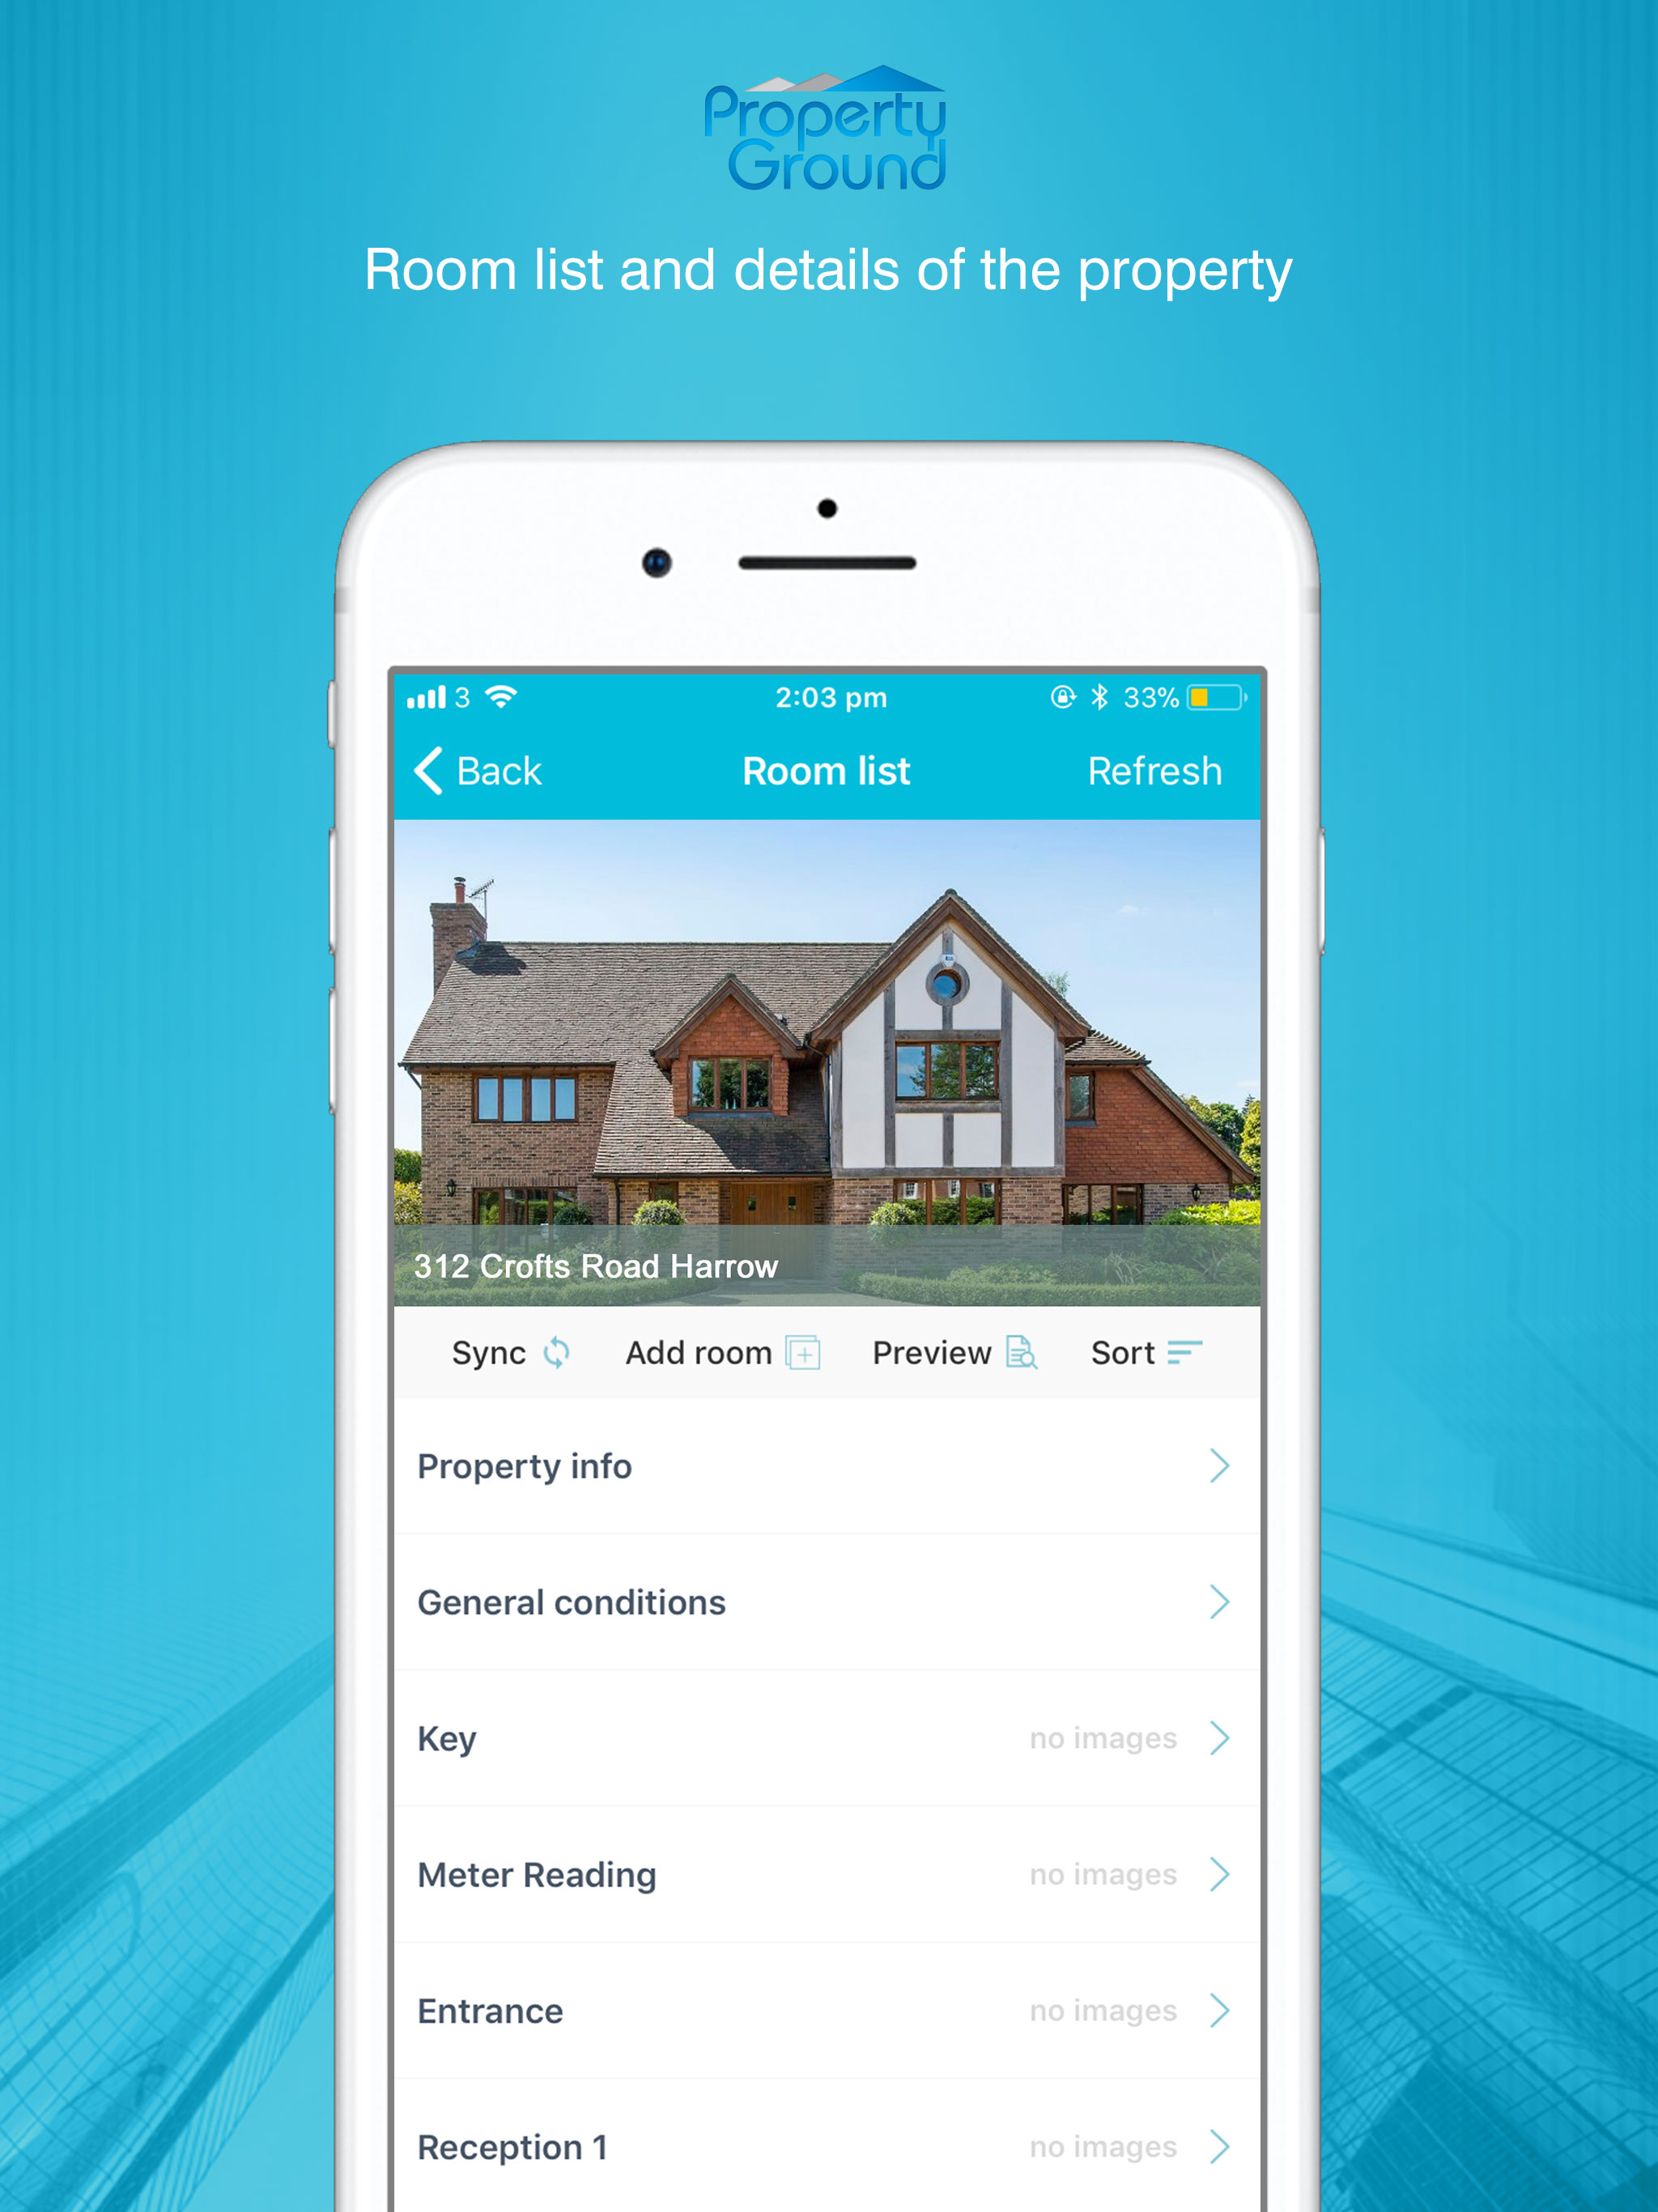 Property
Ground
Room list and details of the property
3 2:03 pm 33%
Back Room list Refresh
312 Crofts Road Harrow
Sync Add room Preview Sort
Property info
General conditions
Key no images
Meter Reading no images
Entrance no images
Reception 1 no images